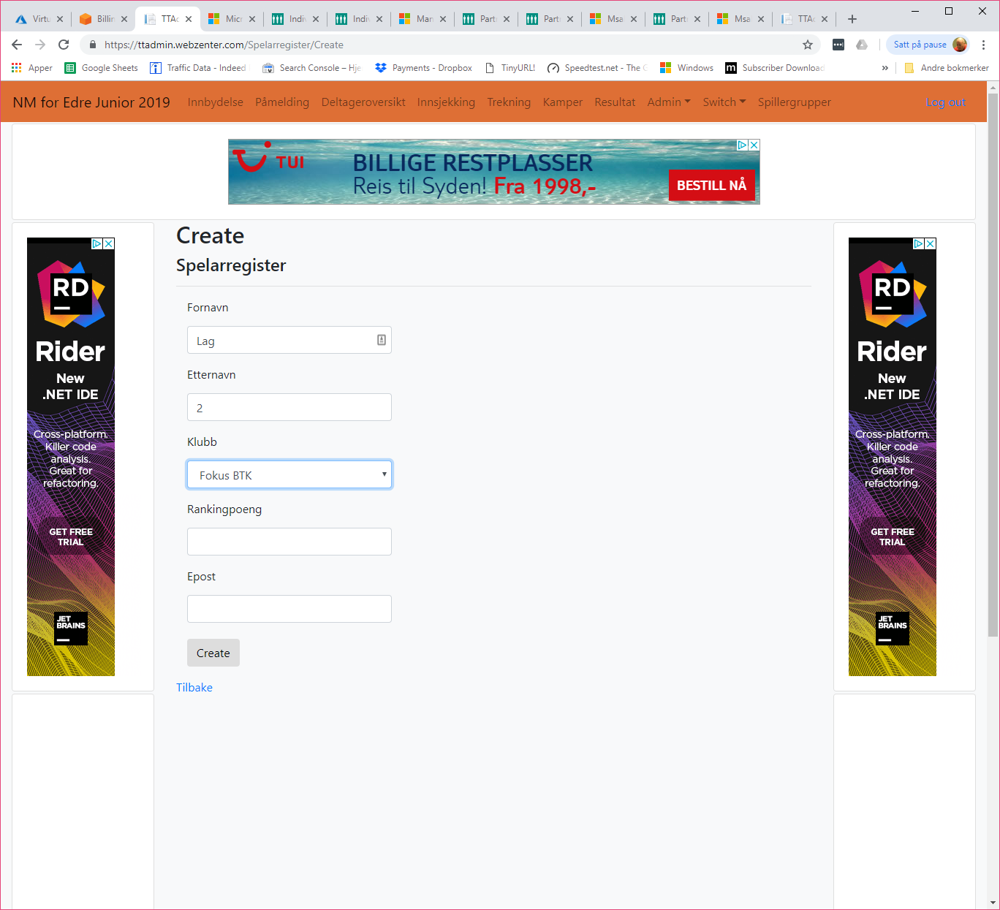 Virtu
Billin
TTAc
Micr
Indiv
Indiv
Man
Part
Part
Msa
Part
Msa
TTAc
https://ttadmin.webzenter.com/Spelarregister/Create
Satt på pause
Apper
Google Sheets
Traffic Data - Indeed
Search Console – Hje
Payments - Dropbox
TinyURL!
Speedtest.net - The G
Windows
m
Subscriber Download
»
Andre bokmerker
NM for Edre Junior 2019
Innbydelse
Påmelding
Deltageroversikt
Innsjekking
Trekning
Kamper
Resultat
Admin
Switch
Spillergrupper
Log out
TUI
BILLIGE RESTPLASSER
Reis til Syden! Fra 1998,-
BESTILL NÅ
RD
Rider
New
.NET IDE
Cross-platform.
Killer code
analysis.
Great for
refactoring.
GET FREE
TRIAL
JET
BRAINS
Create
Spelarregister
Fornavn
Lag
Etternavn
2
Klubb
Fokus BTK
Rankingpoeng
Epost
Create
Tilbake
RD
Rider
New
.NET IDE
Cross-platform.
Killer code
analysis.
Great for
refactoring.
GET FREE
TRIAL
JET
BRAINS